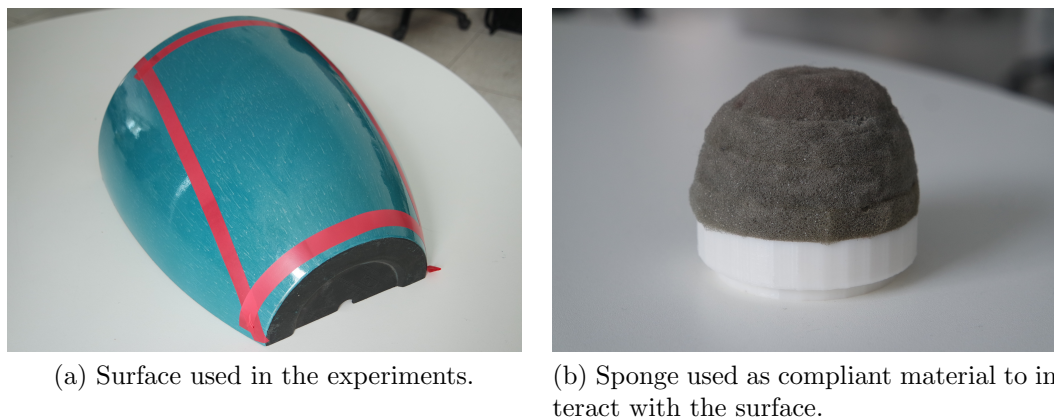 (a) Surface used in the experiments.
(b) Sponge used as compliant material to in
teract with the surface.